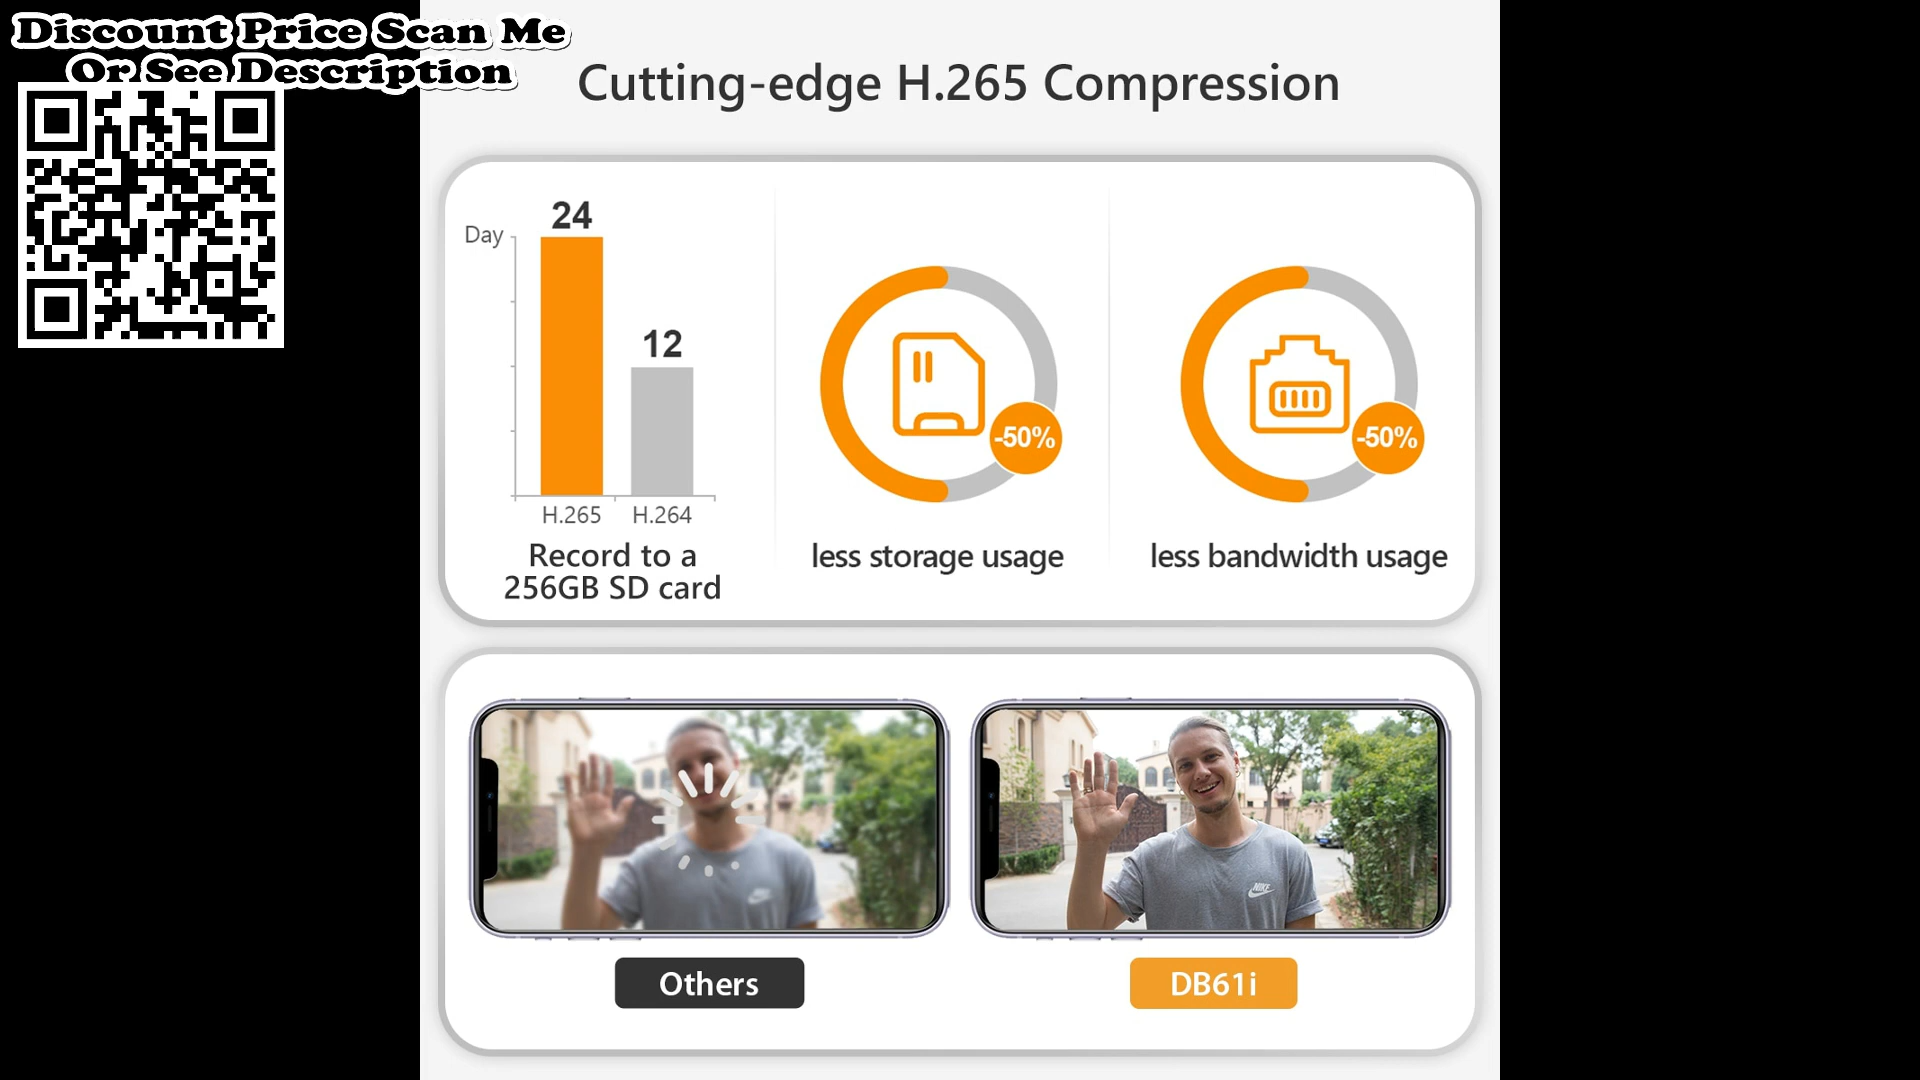 Discount Price Scan Me
Or See Description
Cutting-edge H.265 Compression
Day
24
12
H.265
H.264
Record to a
256GB SD card
-50%
less storage usage
-50%
less bandwidth usage
NIKE
Others
DB61i